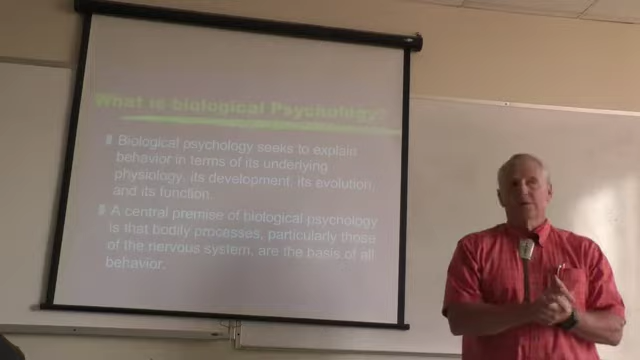 What is Biological Psychology?
Biological psychology seeks to explain
behavior in terms of its underlying
physiology, its development, its evolution,
and its function.
A central premise of biological psychology
is that bodily processes, particularly those
of the nervous system, are the basis of all
behavior.